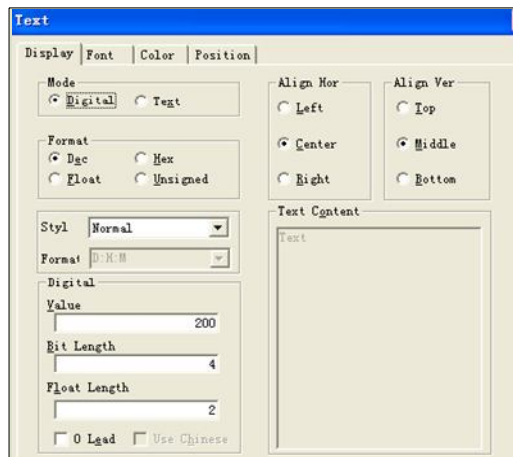 Text
Display Font Color Position
Mode
Digital Text
Format
Dec Hex
Float Unsigned
Styl Normal
Format D:H:M
Digital
Value
200
Bit Length
4
Float Length
2
0 Lead Use Chinese
Align Hor
Left
Center
Right
Align Ver
Top
Middle
Bottom
Text Content
Text